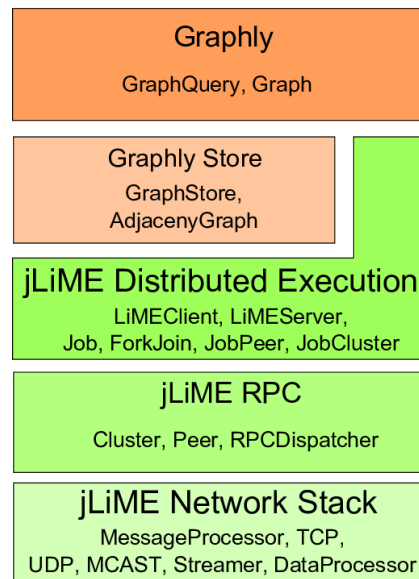 Graphly
GraphQuery, Graph
Graphly Store
GraphStore,
AdjacenyGraph
jLiME Distributed Execution
LiMEClient, LiMEServer,
Job, ForkJoin, JobPeer, JobCluster
jLiME RPC
Cluster, Peer, RPCDispatcher
jLiME Network Stack
MessageProcessor, TCP,
UDP, MCAST, Streamer, DataProcessor